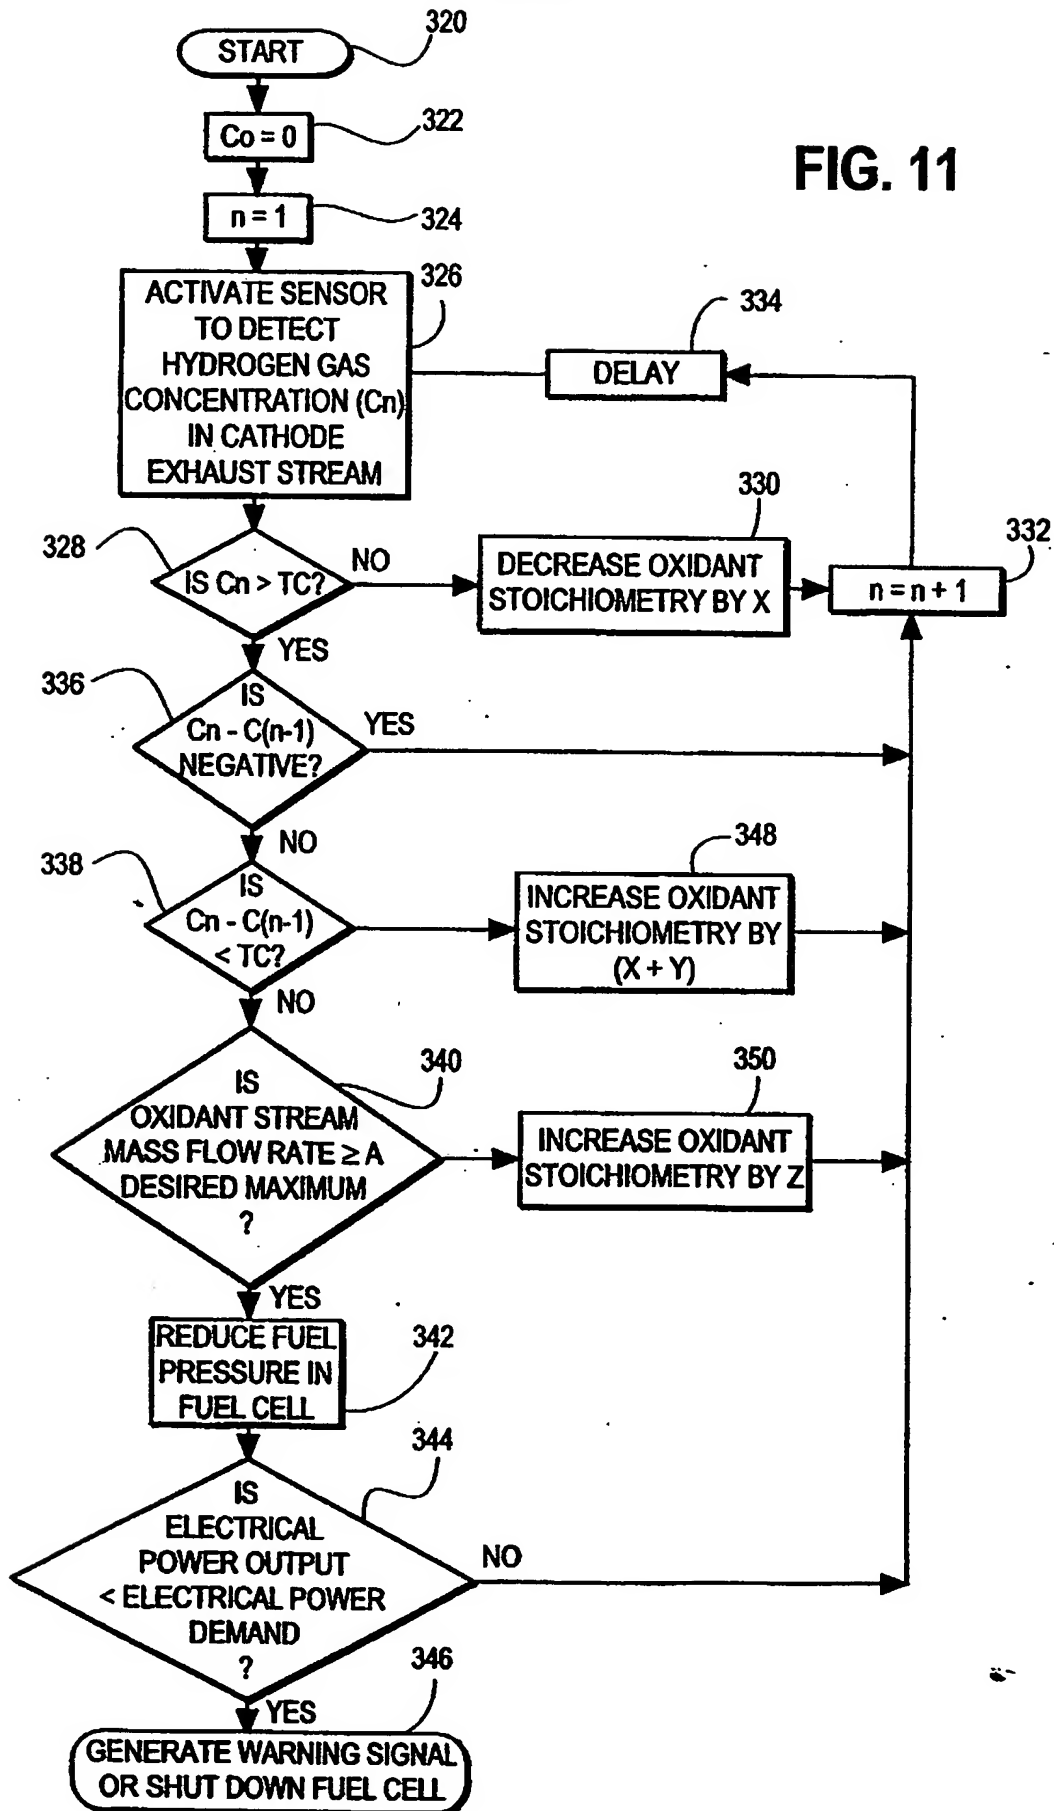 320
START
Co = 0
322
FIG. 11
n = 1
324
ACTIVATE SENSOR
TO DETECT
HYDROGEN GAS
CONCENTRATION (Cn)
IN CATHODE
EXHAUST STREAM
326
334
DELAY
328
IS Cn > TC?
NO
YES
330
DECREASE OXIDANT
STOICHIOMETRY BY X
332
n = n + 1
336
IS
Cn - C(n-1)
NEGATIVE?
YES
NO
338
IS
Cn - C(n-1)
< TC?
NO
348
INCREASE OXIDANT
STOICHIOMETRY BY
(X + Y)
340
IS
OXIDANT STREAM
MASS FLOW RATE ≥ A
DESIRED MAXIMUM
?
YES
350
INCREASE OXIDANT
STOICHIOMETRY BY Z
REDUCE FUEL
PRESSURE IN
FUEL CELL
342
344
IS
ELECTRICAL
POWER OUTPUT
< ELECTRICAL POWER
DEMAND
?
NO
YES
346
GENERATE WARNING SIGNAL
OR SHUT DOWN FUEL CELL